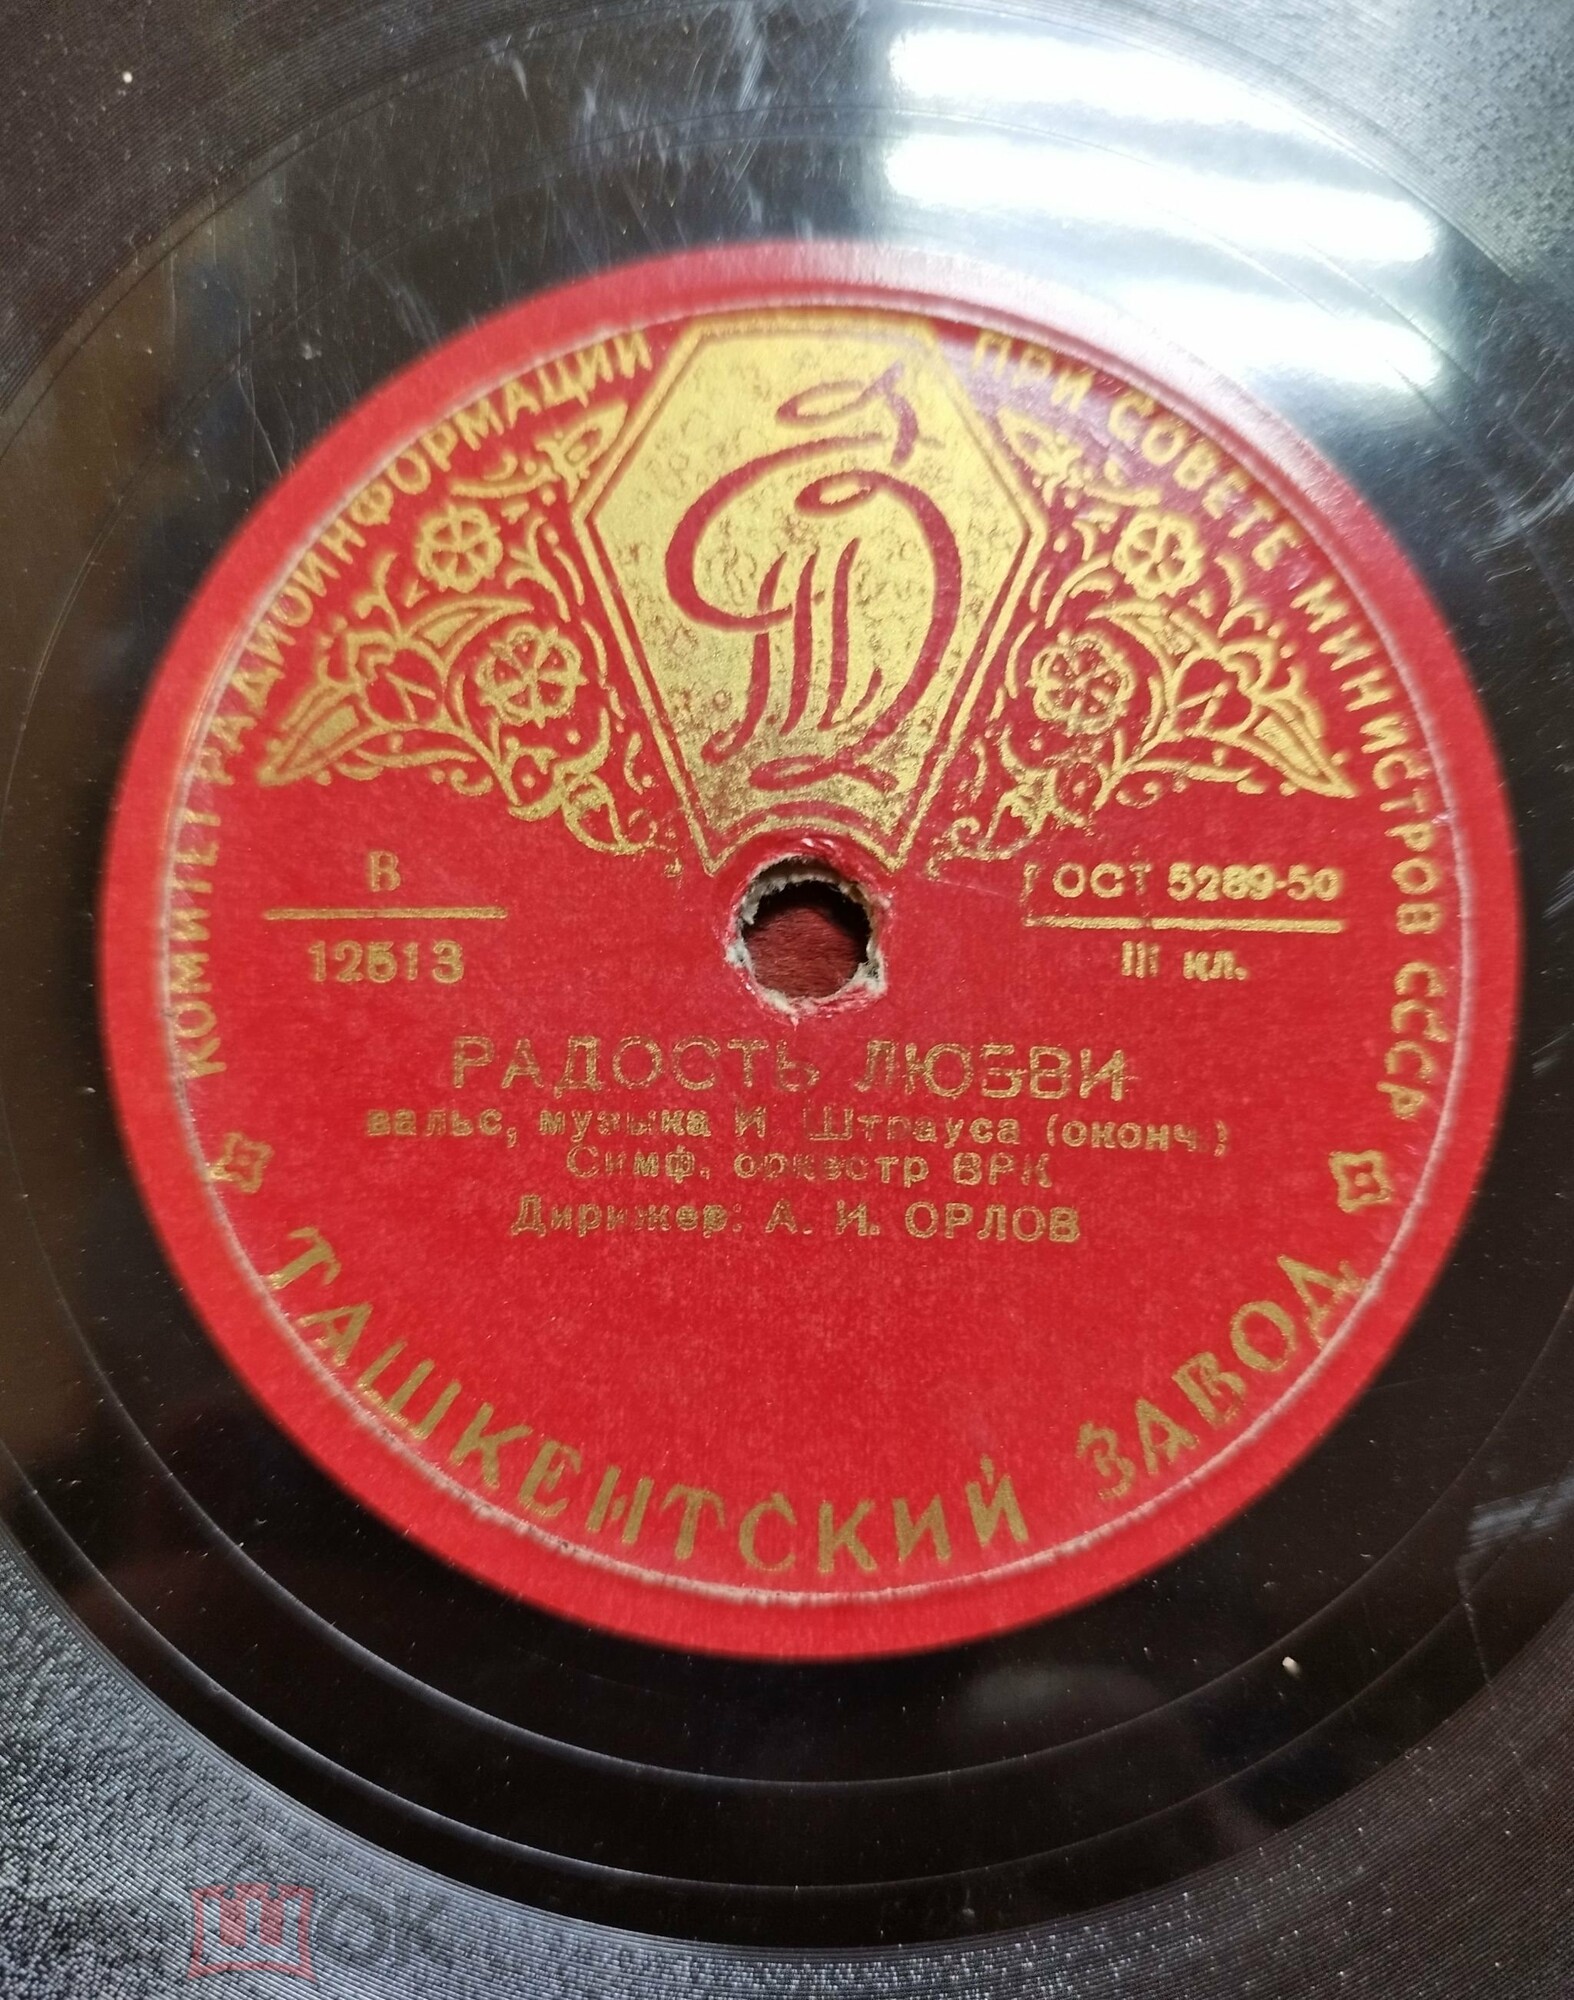 КОМИТЕТ РАДИОИНФОРМАЦИИ ПРИ СОВЕТЕ МИНИСТРОВ СССР
В
12513
ГОСТ 5289-50
III кл.
РАДОСТЬ ЛЮБВИ
вальс, музыка И. Штрауса (оконч.)
Симф. оркестр ВРК
Дирижер: А. И. ОРЛОВ
ТАШКЕНТСКИЙ ЗАВОД